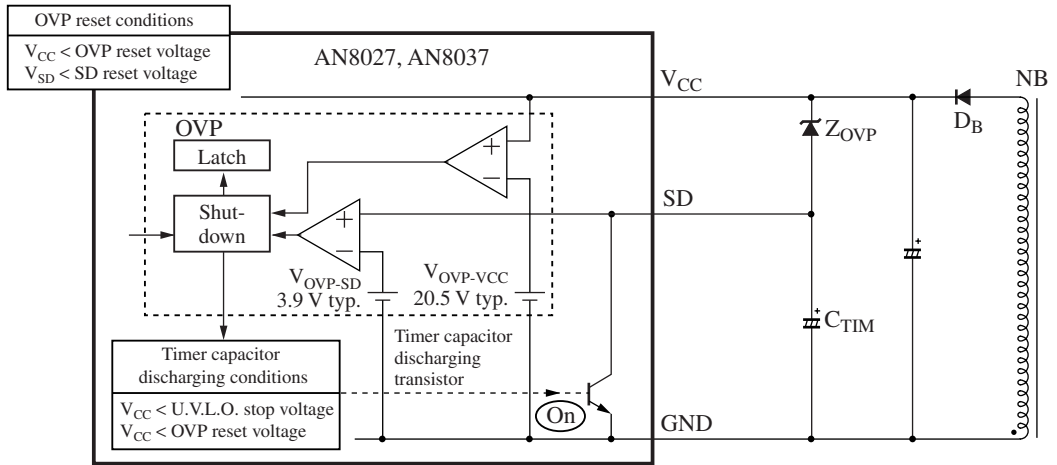 OVP reset conditions
V_CC < OVP reset voltage
V_SD < SD reset voltage
AN8027, AN8037
V_CC
NB
D_B
OVP
Latch
+
−
Z_OVP
SD
Shut-
down
+
−
+
V_OVP-SD
3.9 V typ.
V_OVP-VCC
20.5 V typ.
+
C_TIM
Timer capacitor
discharging
transistor
Timer capacitor
discharging conditions
V_CC < U.V.L.O. stop voltage
V_CC < OVP reset voltage
On
GND